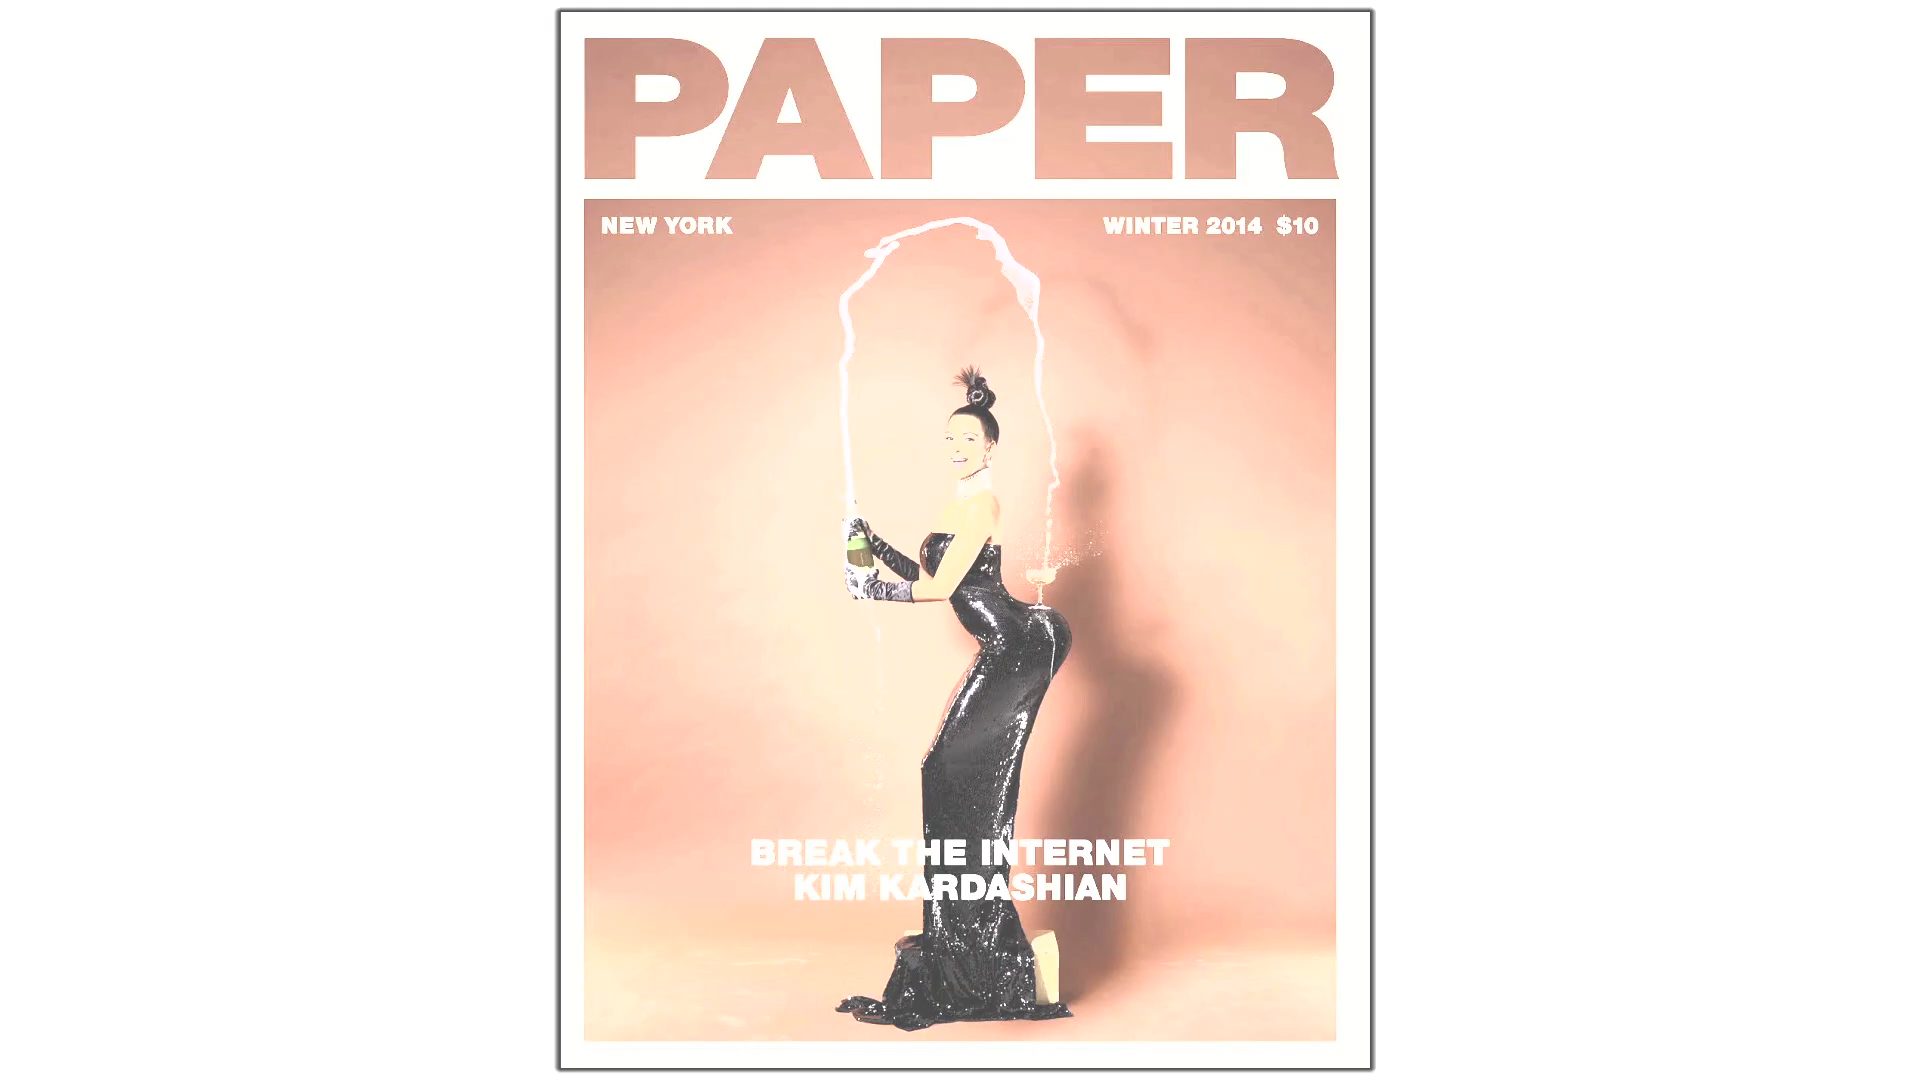 PAPER
NEW YORK
WINTER 2014 $10
BREAK THE INTERNET
KIM KARDASHIAN